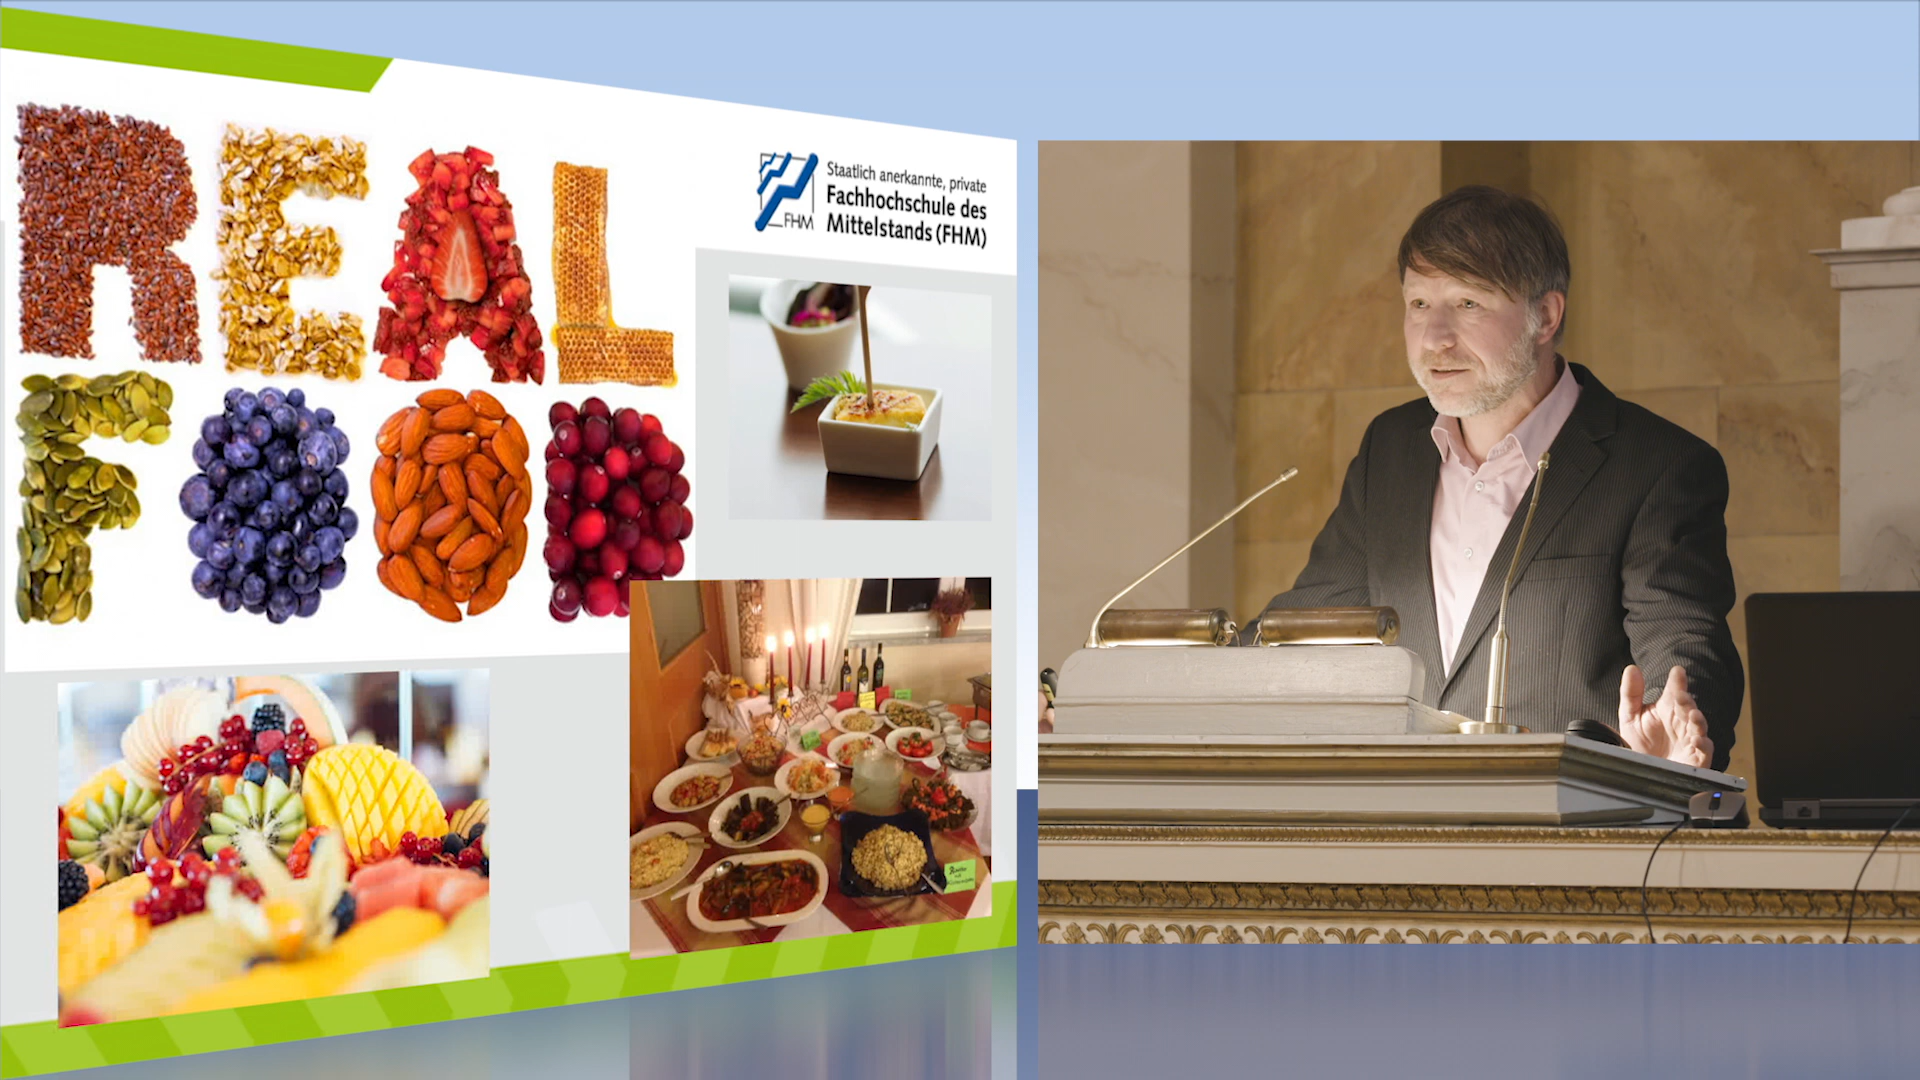 REAL
FOOD
Staatlich anerkannte, private
Fachhochschule des
Mittelstands (FHM)
FHM